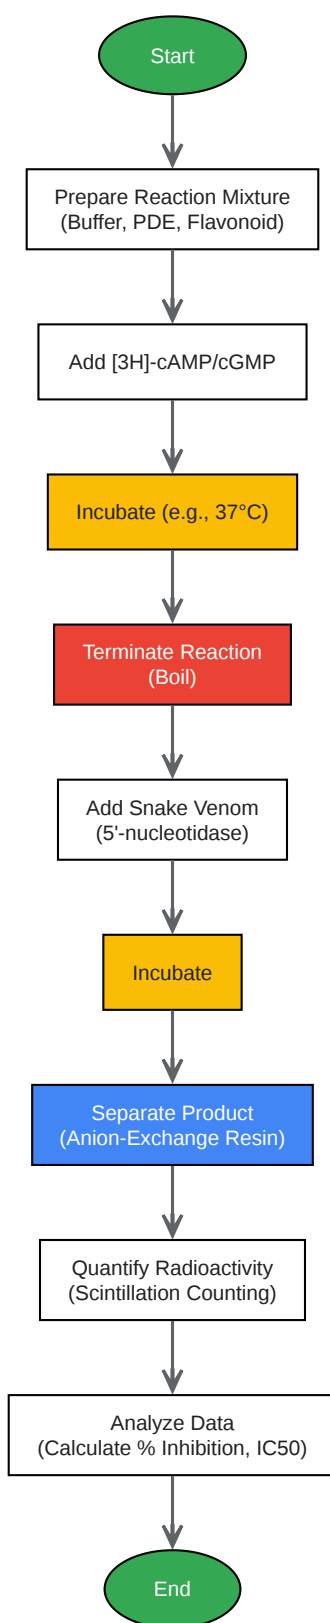 Start
Prepare Reaction Mixture
(Buffer, PDE, Flavonoid)
Add [3H]-cAMP/cGMP
Incubate (e.g., 37°C)
Terminate Reaction
(Boil)
Add Snake Venom
(5'-nucleotidase)
Incubate
Separate Product
(Anion-Exchange Resin)
Quantify Radioactivity
(Scintillation Counting)
Analyze Data
(Calculate % Inhibition, IC50)
End